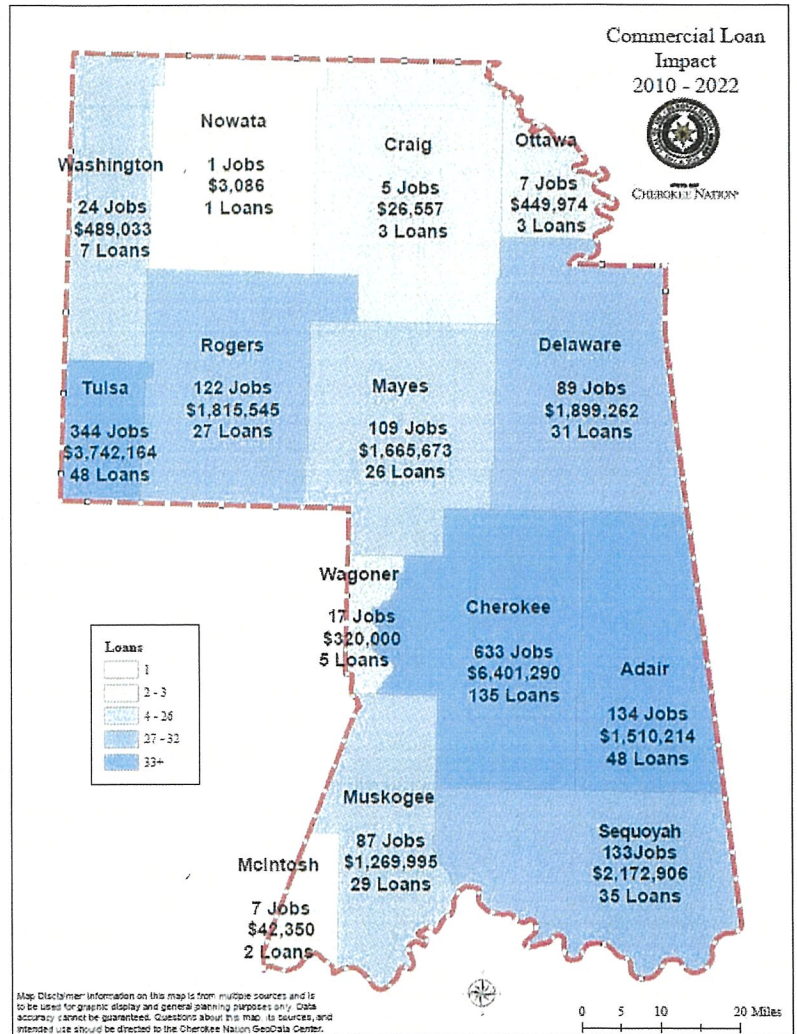 Commercial Loan
Impact
2010 - 2022
CHEROKEE NATION®
Washington
24 Jobs
$489,033
7 Loans
Nowata
1 Jobs
$3,086
1 Loans
Craig
5 Jobs
$26,557
3 Loans
Ottawa
7 Jobs
$449,974
3 Loans
Tulsa
344 Jobs
$3,742,164
48 Loans
Rogers
122 Jobs
$1,815,545
27 Loans
Mayes
109 Jobs
$1,665,673
26 Loans
Delaware
89 Jobs
$1,899,262
31 Loans
Wagoner
17 Jobs
$320,000
5 Loans
Cherokee
633 Jobs
$6,401,290
135 Loans
Adair
134 Jobs
$1,510,214
48 Loans
Muskogee
87 Jobs
$1,269,995
29 Loans
McIntosh
7 Jobs
$42,350
2 Loans
Sequoyah
133Jobs
$2,172,906
35 Loans
Loans
1
2 - 3
4 - 26
27 - 32
33+
Map Disclaimer: Information on this map is from multiple sources and is
to be used for graphic display and general planning purposes only. Data
accuracy cannot be guaranteed. Questions about this map, its sources, and
intended use should be directed to the Cherokee Nation GeoData Center.
0 5 10 20 Miles